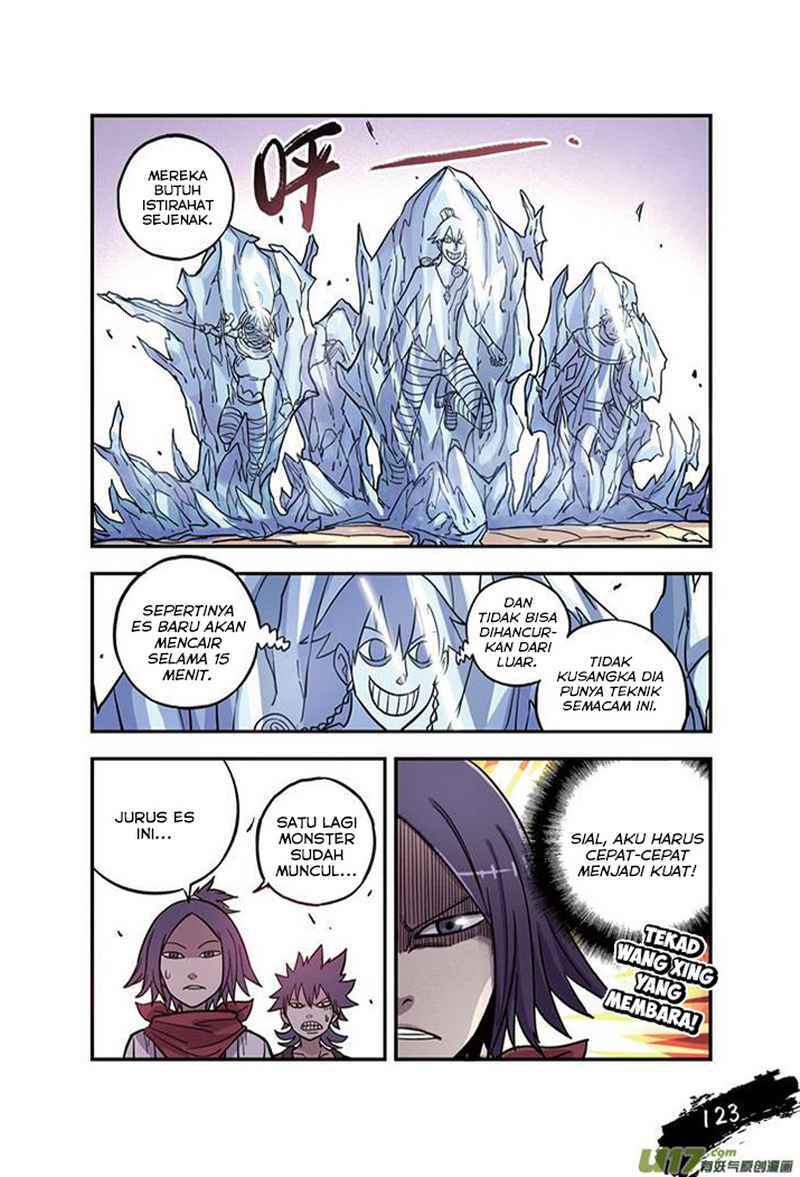 MEREKA
BUTUH
ISTIRAHAT
SEJENAK.
呼
SEPERTINYA
ES BARU AKAN
MENCAIR
SELAMA 15
MENIT.
DAN
TIDAK BISA
DIHANCUR-
KAN DARI
LUAR.
TIDAK
KUSANGKA DIA
PUNYA TEKNIK
SEMACAM INI.
JURUS ES
INI...
SATU LAGI
MONSTER
SUDAH
MUNCUL...
SIAL, AKU HARUS
CEPAT-CEPAT
MENJADI KUAT!
TEKAD
WANG XING
YANG
MEMBARA!
123
U17.com
有妖气原创漫画